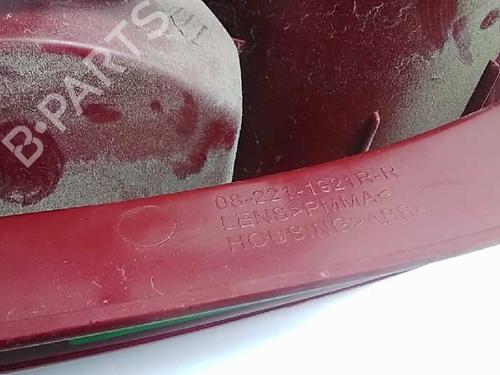 B-PARTS
08-221-1921R-R
LENS>PMMA<
HOUSING>ABS<